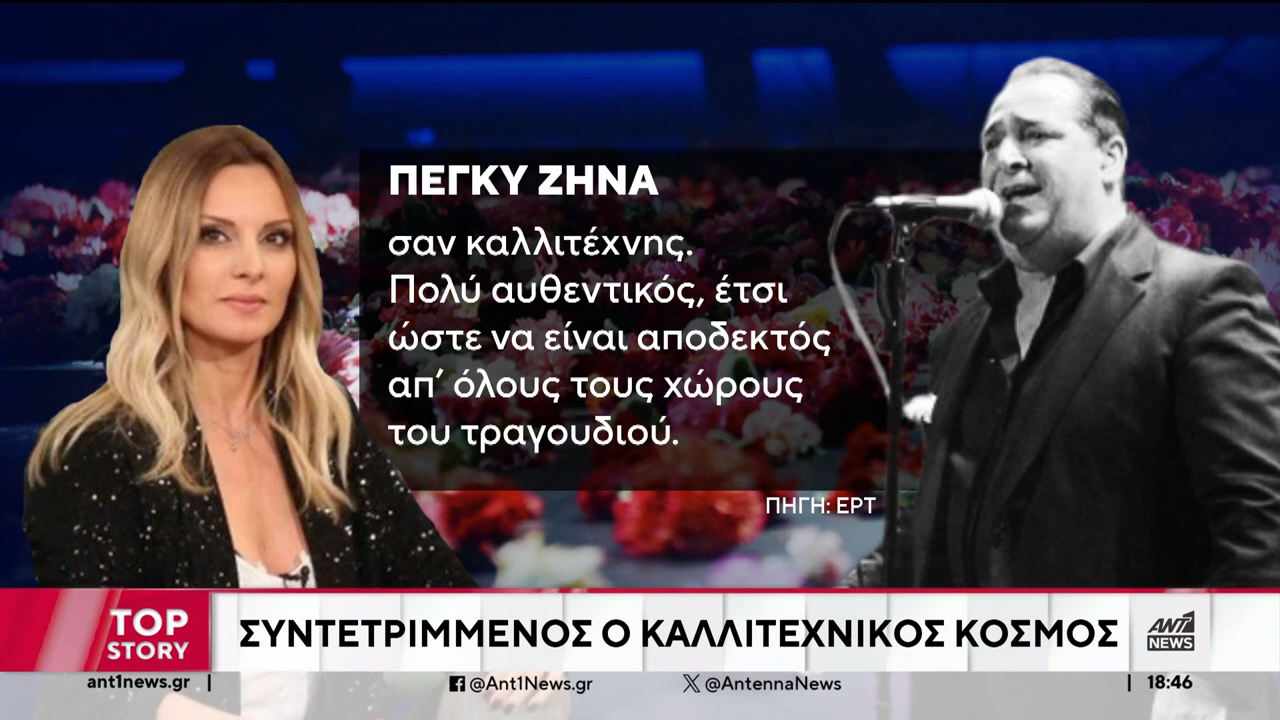 ΠΕΓΚΥ ΖΗΝΑ
σαν καλλιτέχνης.
Πολύ αυθεντικός, έτσι
ώστε να είναι αποδεκτός
απ΄ όλους τους χώρους
του τραγουδιού.
ΠΗΓΗ: ΕΡΤ
TOP
STORY
ΣΥΝΤΕΤΡΙΜΜΕΝΟΣ Ο ΚΑΛΛΙΤΕΧΝΙΚΟΣ ΚΟΣΜΟΣ
ANT1
NEWS
ant1news.gr | @Ant1News.gr @AntennaNews | 18:46